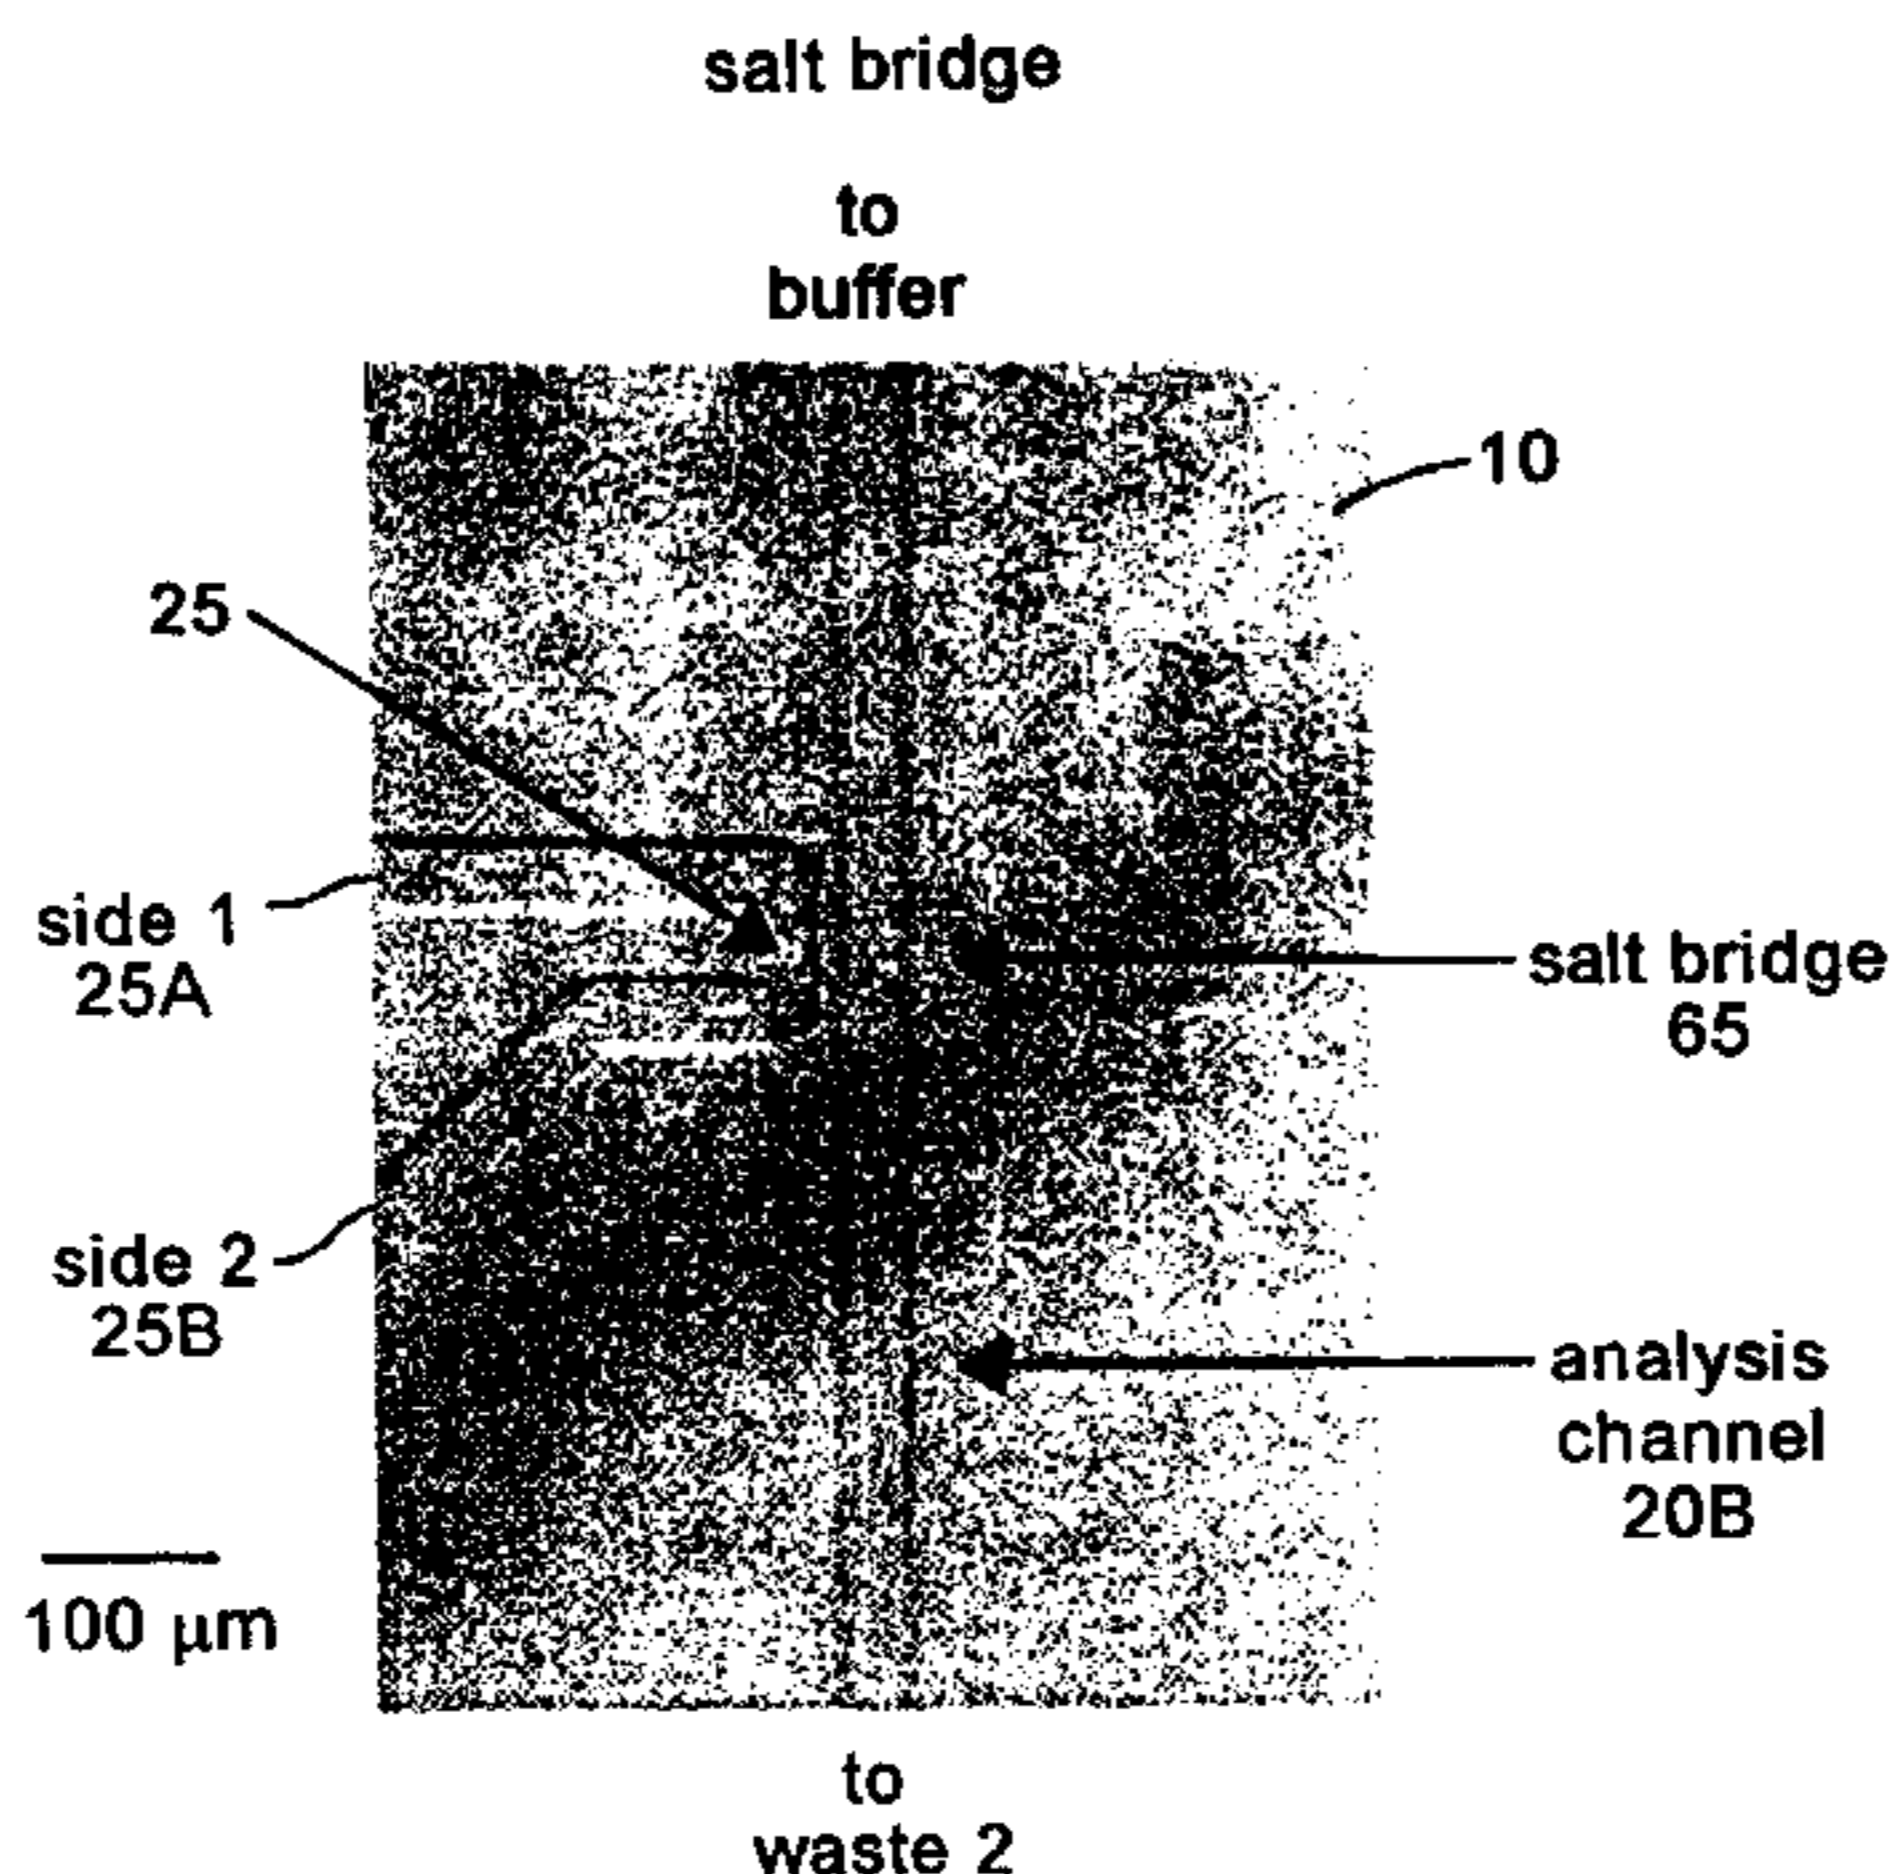 salt bridge
to
buffer
10
25
side 1
25A
salt bridge
65
side 2
25B
analysis
channel
20B
100 μm
to
waste 2